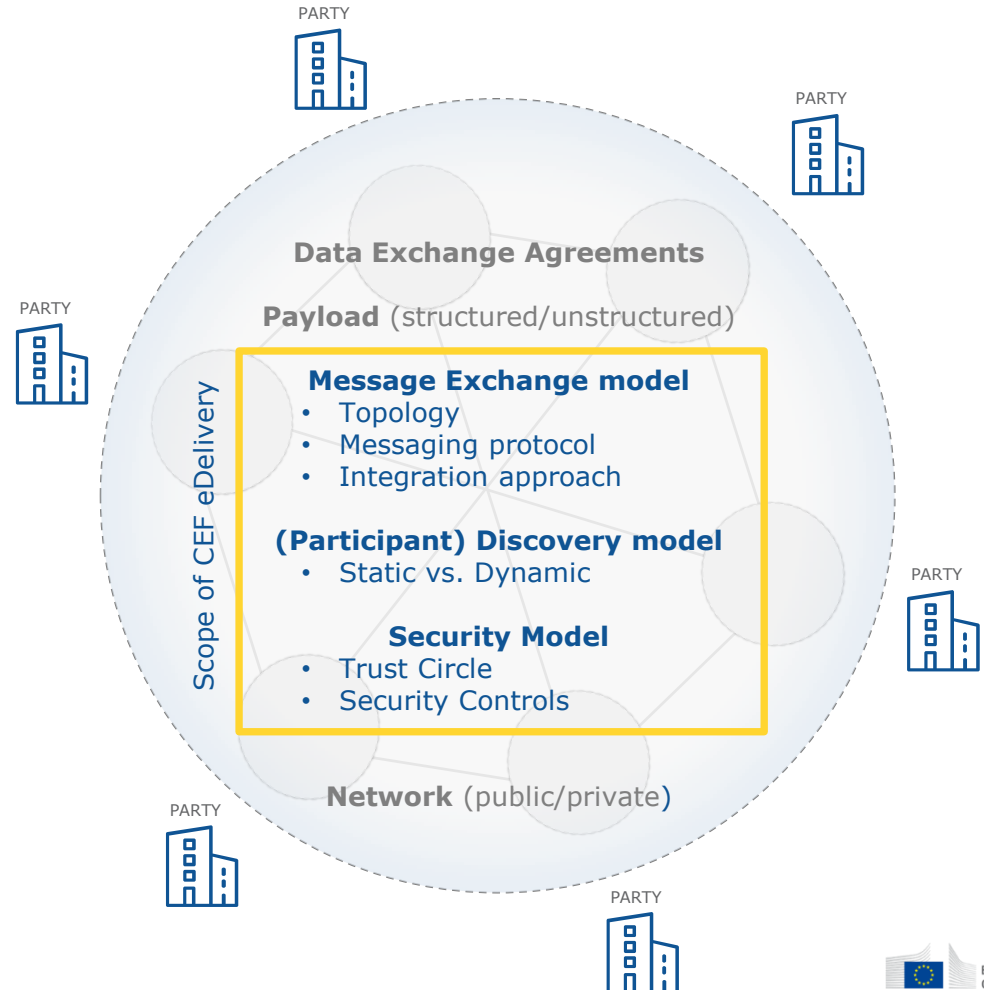 PARTY
PARTY
Data Exchange Agreements
Payload (structured/unstructured)
PARTY
Scope of CEF eDelivery
Message Exchange model
• Topology
• Messaging protocol
• Integration approach
(Participant) Discovery model
• Static vs. Dynamic
PARTY
Security Model
• Trust Circle
• Security Controls
Network (public/private)
PARTY
PARTY